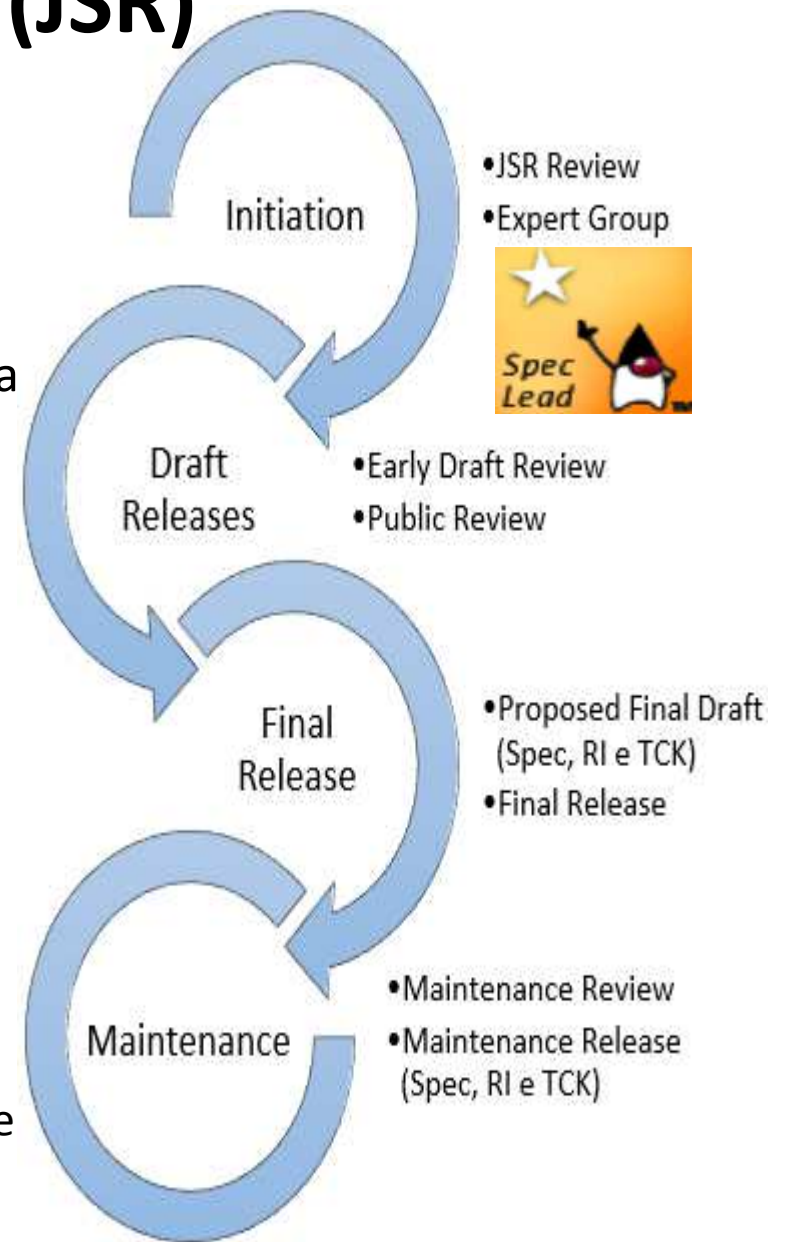 (JSR)
Initiation
•JSR Review
•Expert Group
Spec
Lead
a
Draft
Releases
•Early Draft Review
•Public Review
Final
Release
•Proposed Final Draft
(Spec, RI e TCK)
•Final Release
Maintenance
•Maintenance Review
•Maintenance Release
(Spec, RI e TCK)
e